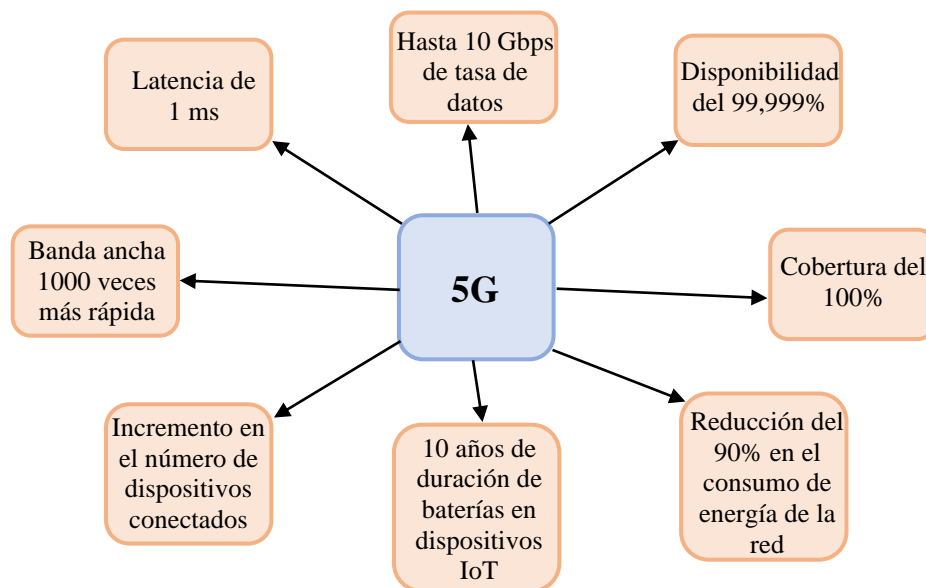 Latencia de
1 ms
Hasta 10 Gbps
de tasa de
datos
Disponibilidad
del 99,999%
Banda ancha
1000 veces
más rápida
5G
Cobertura del
100%
Incremento en
el número de
dispositivos
conectados
10 años de
duración de
baterías en
dispositivos
IoT
Reducción del
90% en el
consumo de
energía de la
red